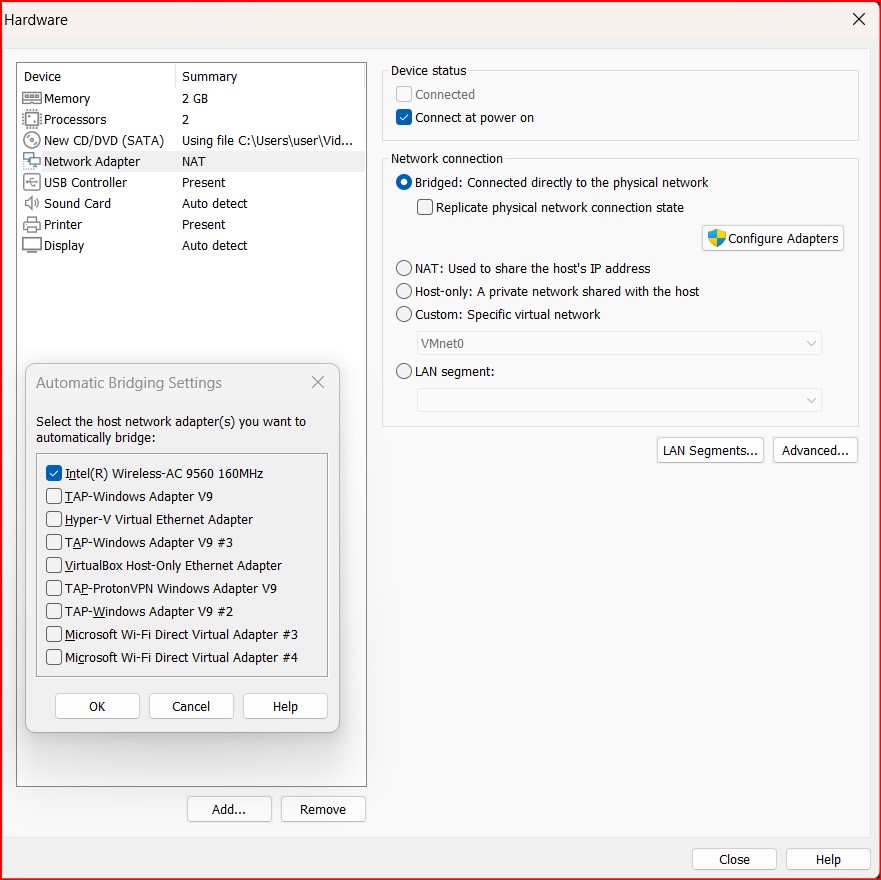 Hardware
Device Summary
Memory 2 GB
Processors 2
New CD/DVD (SATA) Using file C:\Users\user\Vid...
Network Adapter NAT
USB Controller Present
Sound Card Auto detect
Printer Present
Display Auto detect
Automatic Bridging Settings
Select the host network adapter(s) you want to
automatically bridge:
Intel(R) Wireless-AC 9560 160MHz
TAP-Windows Adapter V9
Hyper-V Virtual Ethernet Adapter
TAP-Windows Adapter V9 #3
VirtualBox Host-Only Ethernet Adapter
TAP-ProtonVPN Windows Adapter V9
TAP-Windows Adapter V9 #2
Microsoft Wi-Fi Direct Virtual Adapter #3
Microsoft Wi-Fi Direct Virtual Adapter #4
OK Cancel Help
Add... Remove
Device status
Connected
Connect at power on
Network connection
Bridged: Connected directly to the physical network
Replicate physical network connection state
Configure Adapters
NAT: Used to share the host's IP address
Host-only: A private network shared with the host
Custom: Specific virtual network
VMnet0
LAN segment:
LAN Segments... Advanced...
Close Help